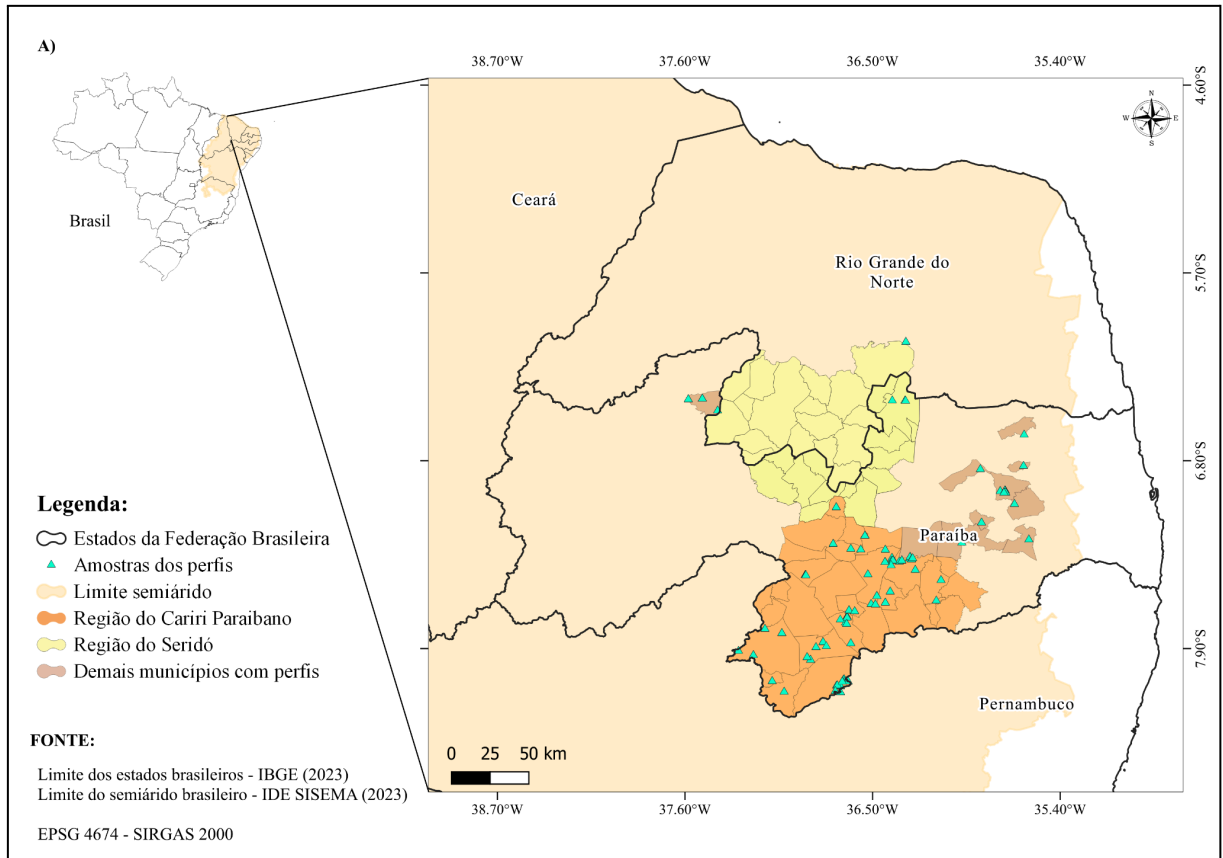 A)
38.70°W 37.60°W 36.50°W 35.40°W
4.60°S
N
W E
S
Ceará
Brasil
Rio Grande do
Norte
5.70°S
6.80°S
Legenda:
Estados da Federação Brasileira
Amostras dos perfis
Limite semiárido
Região do Cariri Paraibano
Região do Seridó
Demais municípios com perfis
Paraíba
7.90°S
Pernambuco
FONTE:
Limite dos estados brasileiros - IBGE (2023)
Limite do semiárido brasileiro - IDE SISEMA (2023)
EPSG 4674 - SIRGAS 2000
0 25 50 km
38.70°W 37.60°W 36.50°W 35.40°W